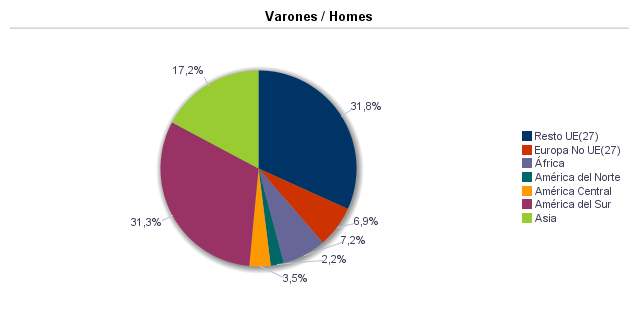 Varones / Homes
17,2%
31,8%
31,3%
6,9%
7,2%
2,2%
3,5%
Resto UE(27)
Europa No UE(27)
África
América del Norte
América Central
América del Sur
Asia